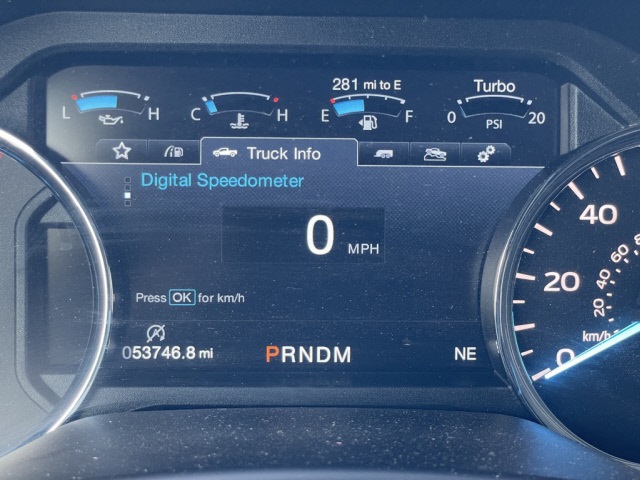 281 mi to E
Turbo
L H C H E F 0 20
PSI
Truck Info
Digital Speedometer
0 MPH
Press OK for km/h
053746.8 mi
PRNDM
NE
40
20
0
60
40
20
km/h